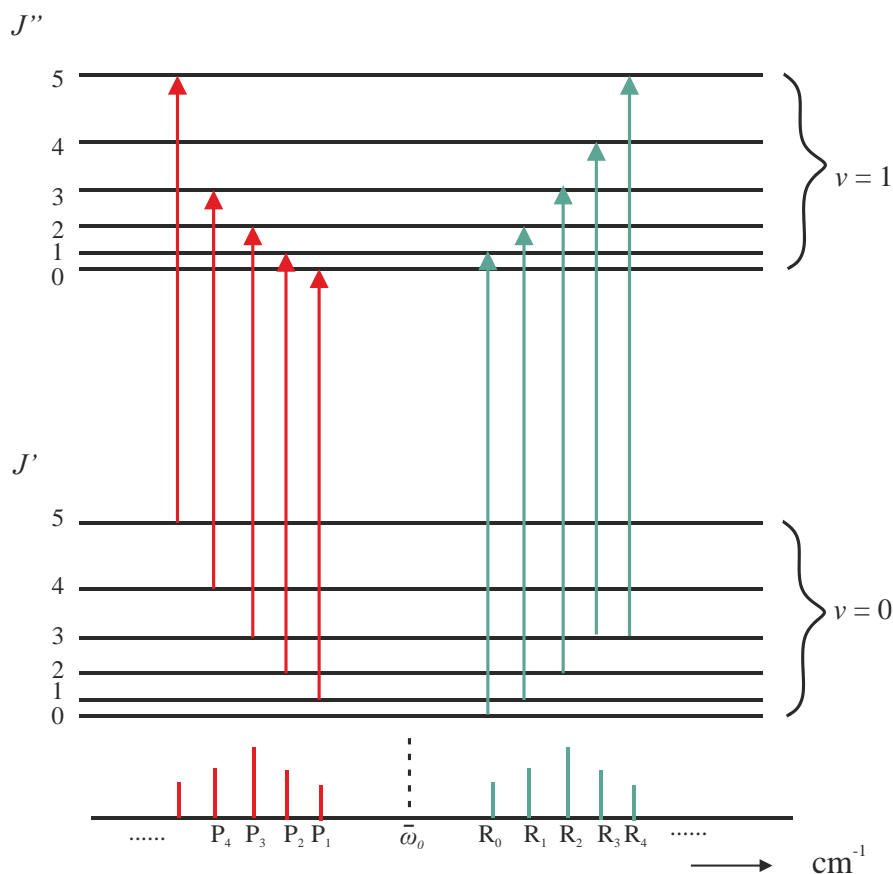 J’’
5
4
3
2
1
0
v = 1
J’
5
4
3
2
1
0
v = 0
...... P₄ P₃ P₂ P₁ ω̄₀ R₀ R₁ R₂ R₃ R₄ ......
cm⁻¹